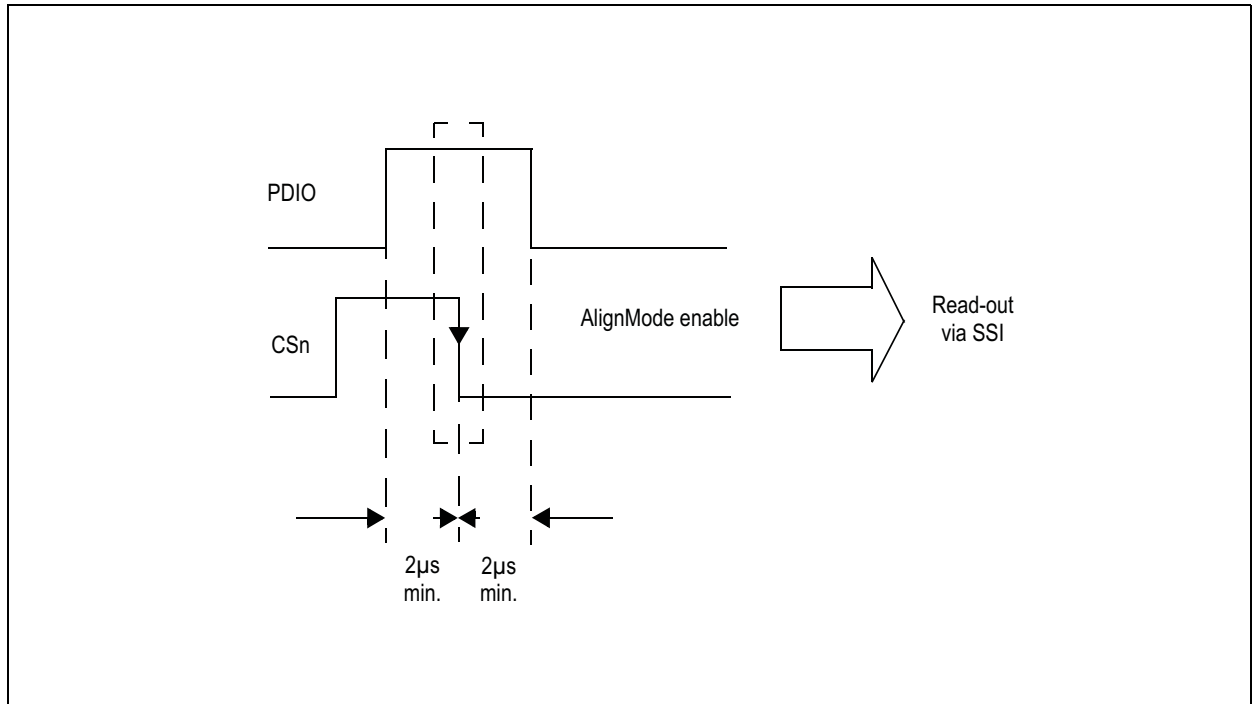 PDIO
CSn
AlignMode enable
Read-out
via SSI
2µs
min.
2µs
min.